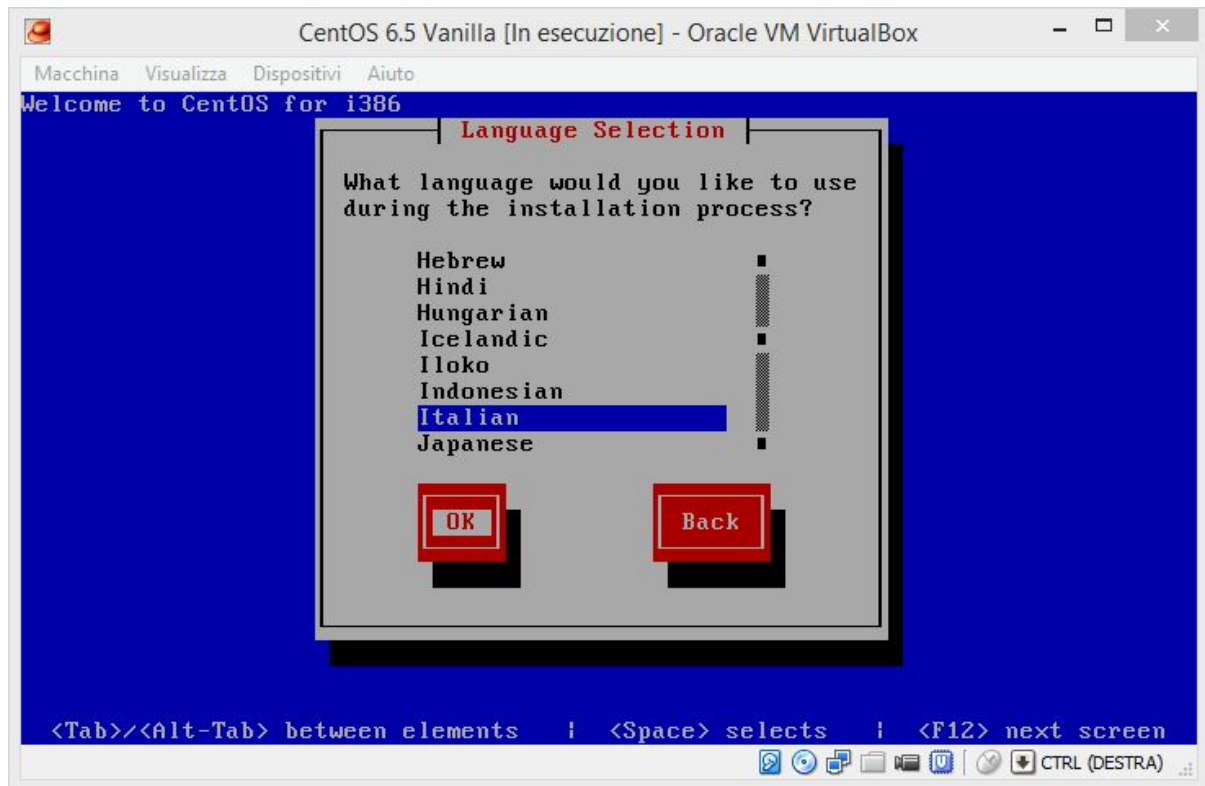 CentOS 6.5 Vanilla [In esecuzione] - Oracle VM VirtualBox
Macchina Visualizza Dispositivi Aiuto
Welcome to CentOS for i386
Language Selection
What language would you like to use
during the installation process?
Hebrew
Hindi
Hungarian
Icelandic
Iloko
Indonesian
Italian
Japanese
OK Back
<Tab>/<Alt-Tab> between elements | <Space> selects | <F12> next screen
CTRL (DESTRA)